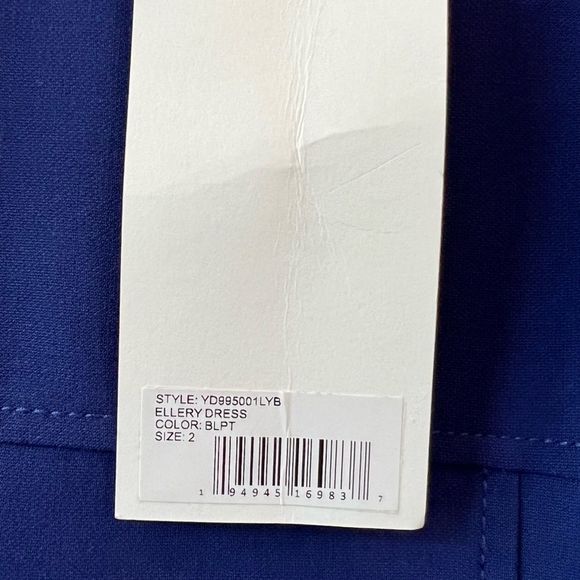 STYLE: YD995001LYB
ELLERY DRESS
COLOR: BLPT
SIZE: 2
1 94945 16983 7